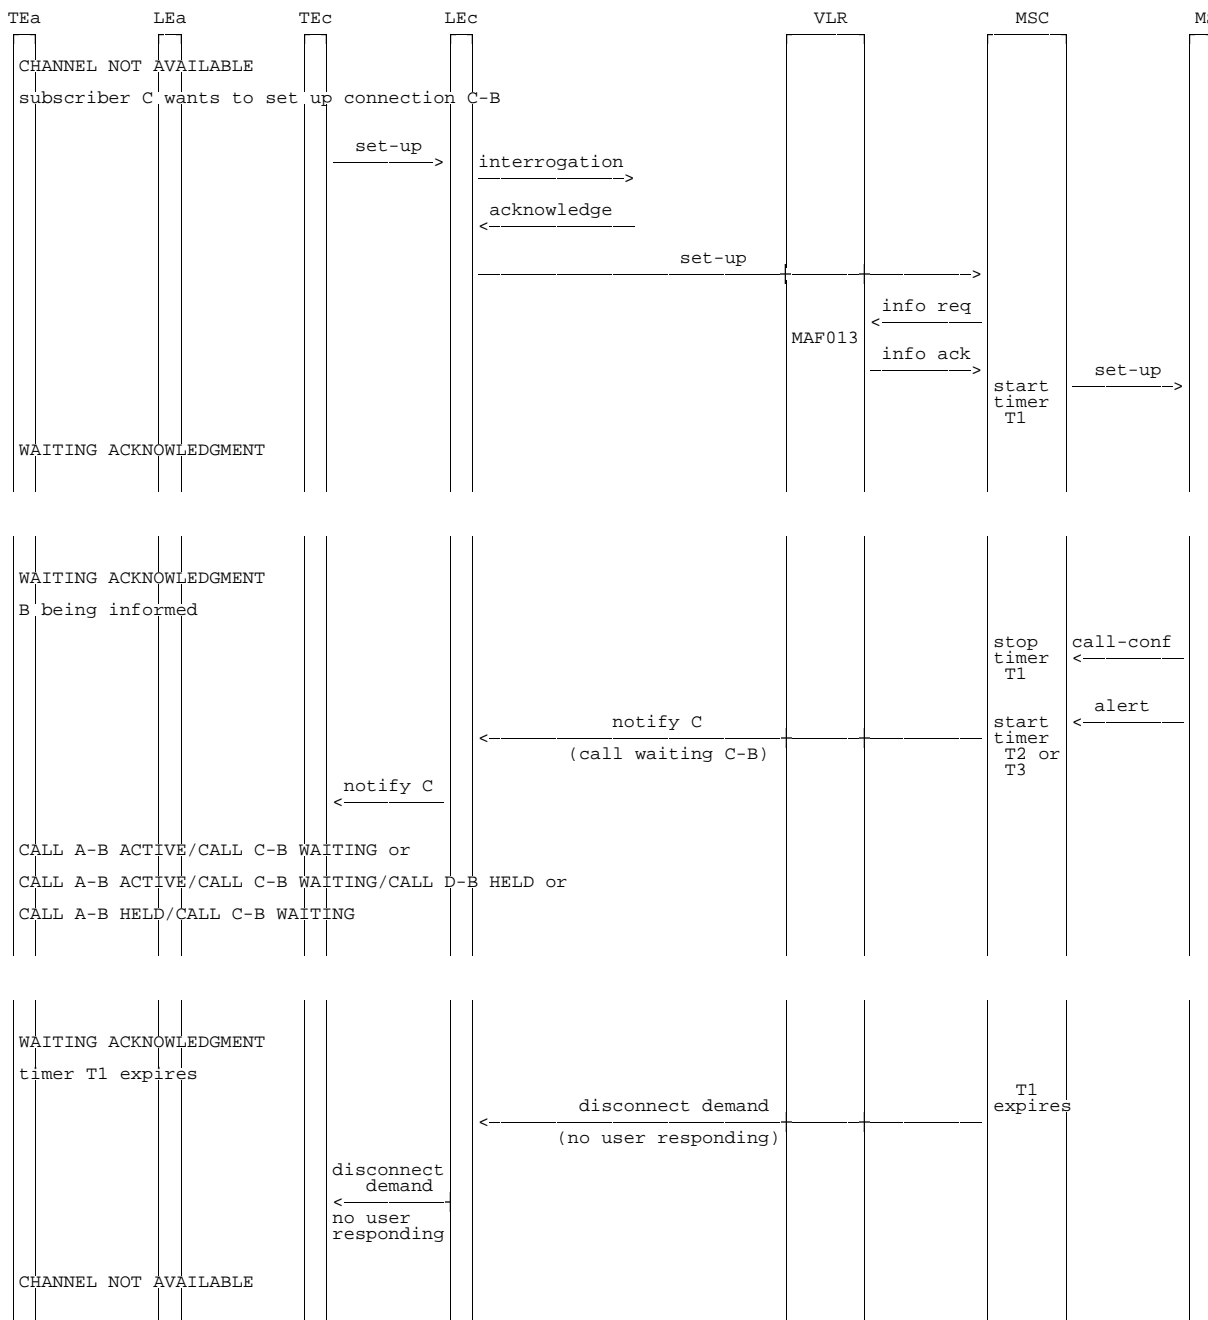 TEa LEa TEc LEc VLR MSC
CHANNEL NOT AVAILABLE
subscriber C wants to set up connection C-B
set-up
interrogation
acknowledge
set-up
info req
MAF013
info ack
set-up
start
timer
T1
WAITING ACKNOWLEDGMENT
WAITING ACKNOWLEDGMENT
B being informed
stop
timer
T1
call-conf
alert
notify C
(call waiting C-B)
start
timer
T2 or
T3
notify C
CALL A-B ACTIVE/CALL C-B WAITING or
CALL A-B ACTIVE/CALL C-B WAITING/CALL D-B HELD or
CALL A-B HELD/CALL C-B WAITING
WAITING ACKNOWLEDGMENT
timer T1 expires
T1
expires
disconnect demand
(no user responding)
disconnect
demand
no user
responding
CHANNEL NOT AVAILABLE